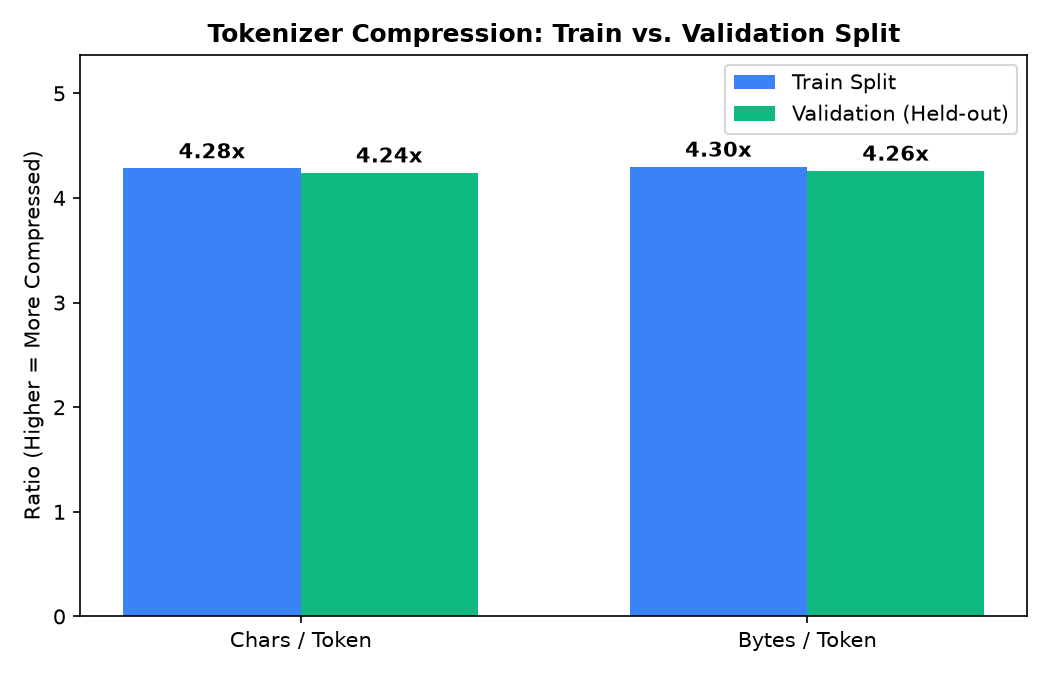 Tokenizer Compression: Train vs. Validation Split
Ratio (Higher = More Compressed)
5
4
3
2
1
0
Train Split
Validation (Held-out)
4.28x
4.24x
4.30x
4.26x
Chars / Token
Bytes / Token